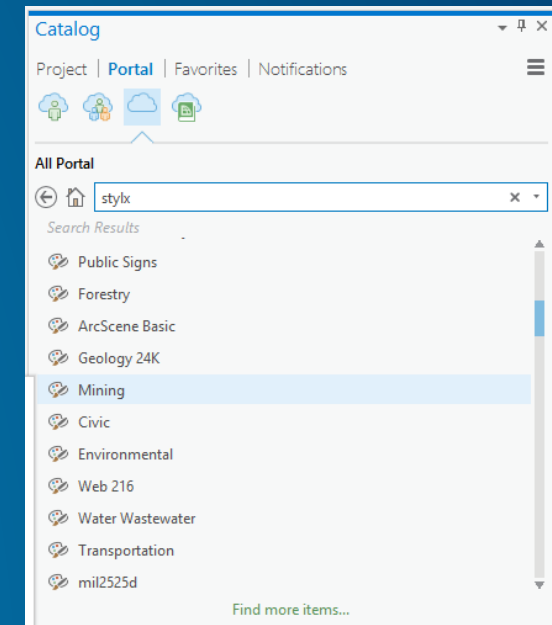 Catalog
Project | Portal | Favorites | Notifications
All Portal
stylx
Search Results
Public Signs
Forestry
ArcScene Basic
Geology 24K
Mining
Civic
Environmental
Web 216
Water Wastewater
Transportation
mil2525d
Find more items...